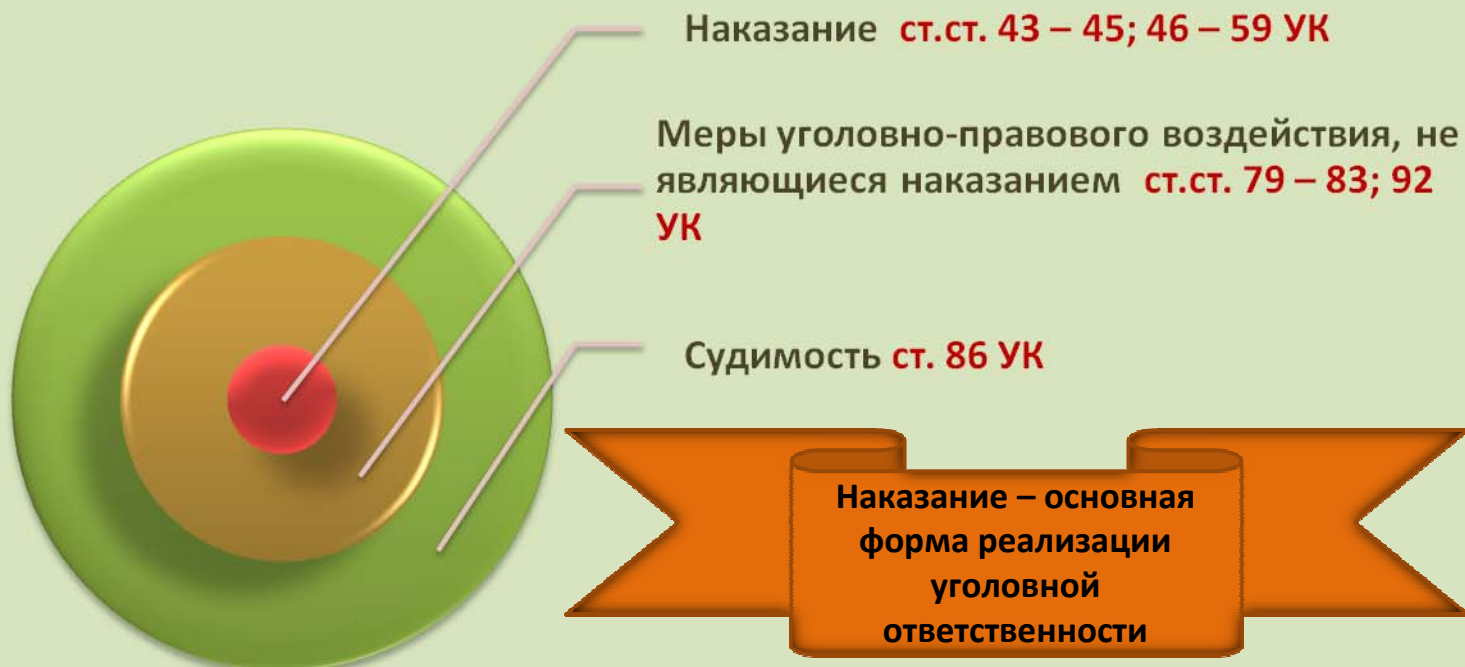 Наказание ст.ст. 43 – 45; 46 – 59 УК
Меры уголовно-правового воздействия, не
являющиеся наказанием ст.ст. 79 – 83; 92
УК
Судимость ст. 86 УК
Наказание – основная
форма реализации
уголовной
ответственности